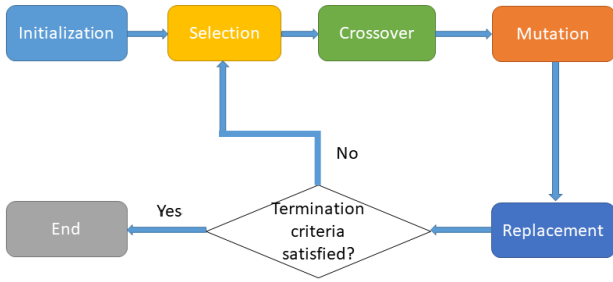 Initialization
Selection
Crossover
Mutation
No
Yes
End
Termination
criteria
satisfied?
Replacement